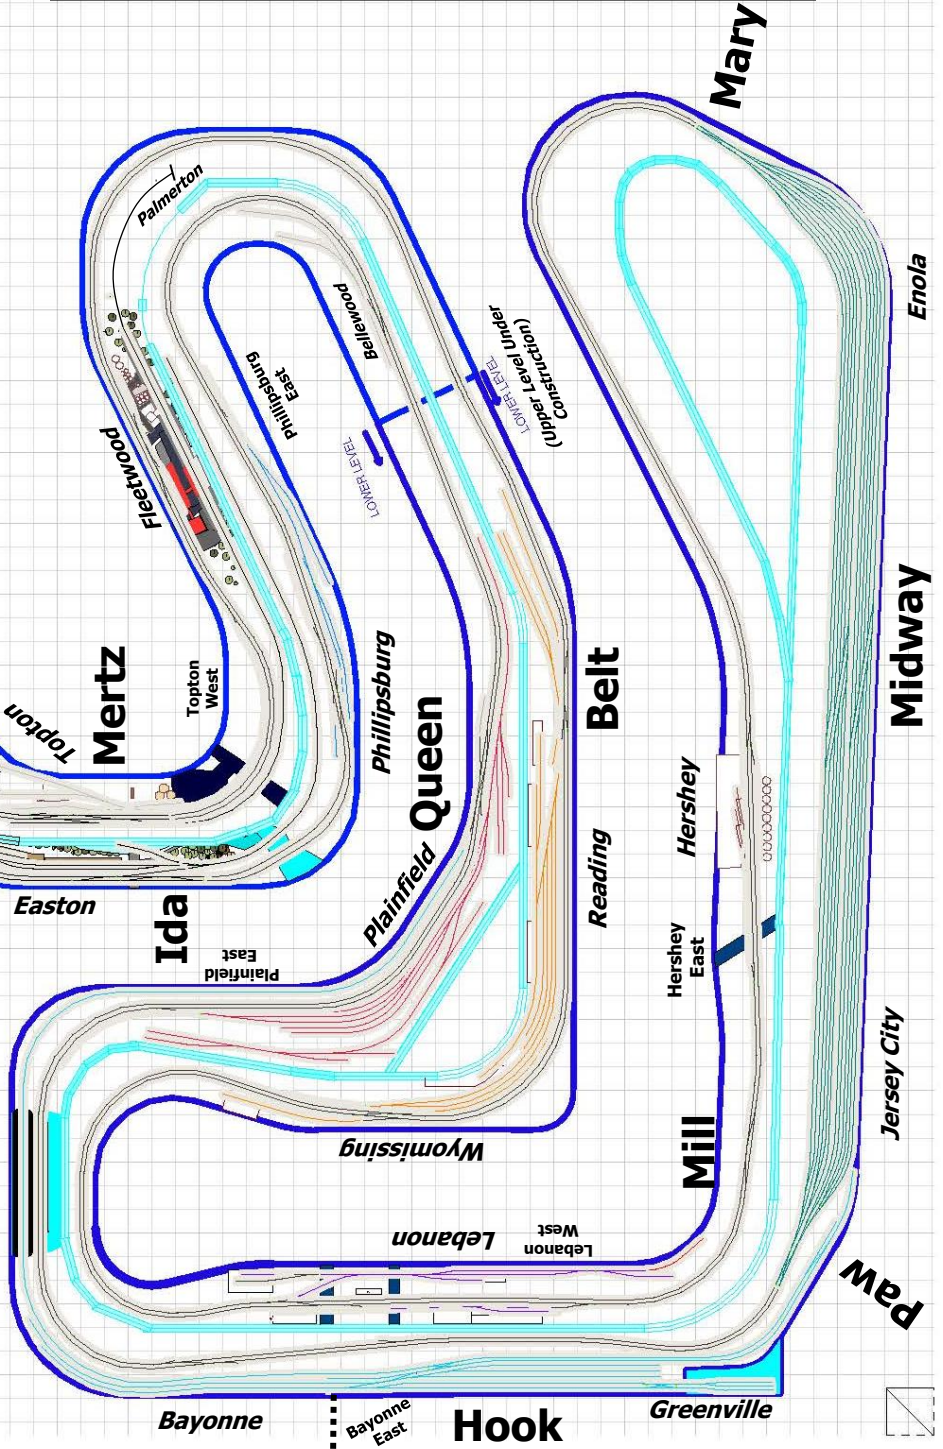 Mary
Palmerton
Enola
Bellewood
LOWER LEVEL
(Upper Level Under
Construction)
Phillipsburg
East
LOWER LEVEL
Fleetwood
Midway
Mertz
Topton
West
Topton
Phillipsburg
Queen
Belt
Hershey
Reading
Plainfield
Easton
Ida
Plainfield
East
Hershey
East
Jersey City
Wyomissing
Mill
Lebanon
Lebanon
West
Paw
Bayonne
Bayonne
East
Hook
Greenville